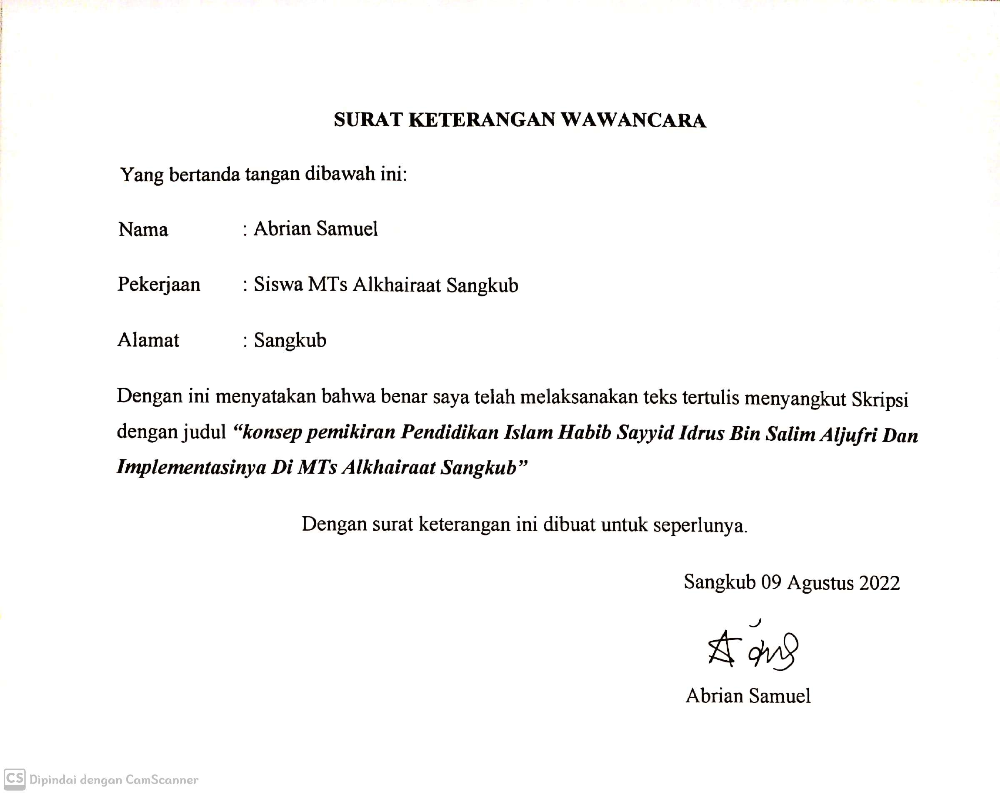 SURAT KETERANGAN WAWANCARA
Yang bertanda tangan dibawah ini:
Nama : Abrian Samuel
Pekerjaan : Siswa MTs Alkhairaat Sangkub
Alamat : Sangkub
Dengan ini menyatakan bahwa benar saya telah melaksanakan teks tertulis menyangkut Skripsi
dengan judul “konsep pemikiran Pendidikan Islam Habib Sayyid Idrus Bin Salim Aljufri Dan
Implementasinya Di MTs Alkhairaat Sangkub”
Dengan surat keterangan ini dibuat untuk seperlunya.
Sangkub 09 Agustus 2022
Abrian Samuel
CS Dipindai dengan CamScanner